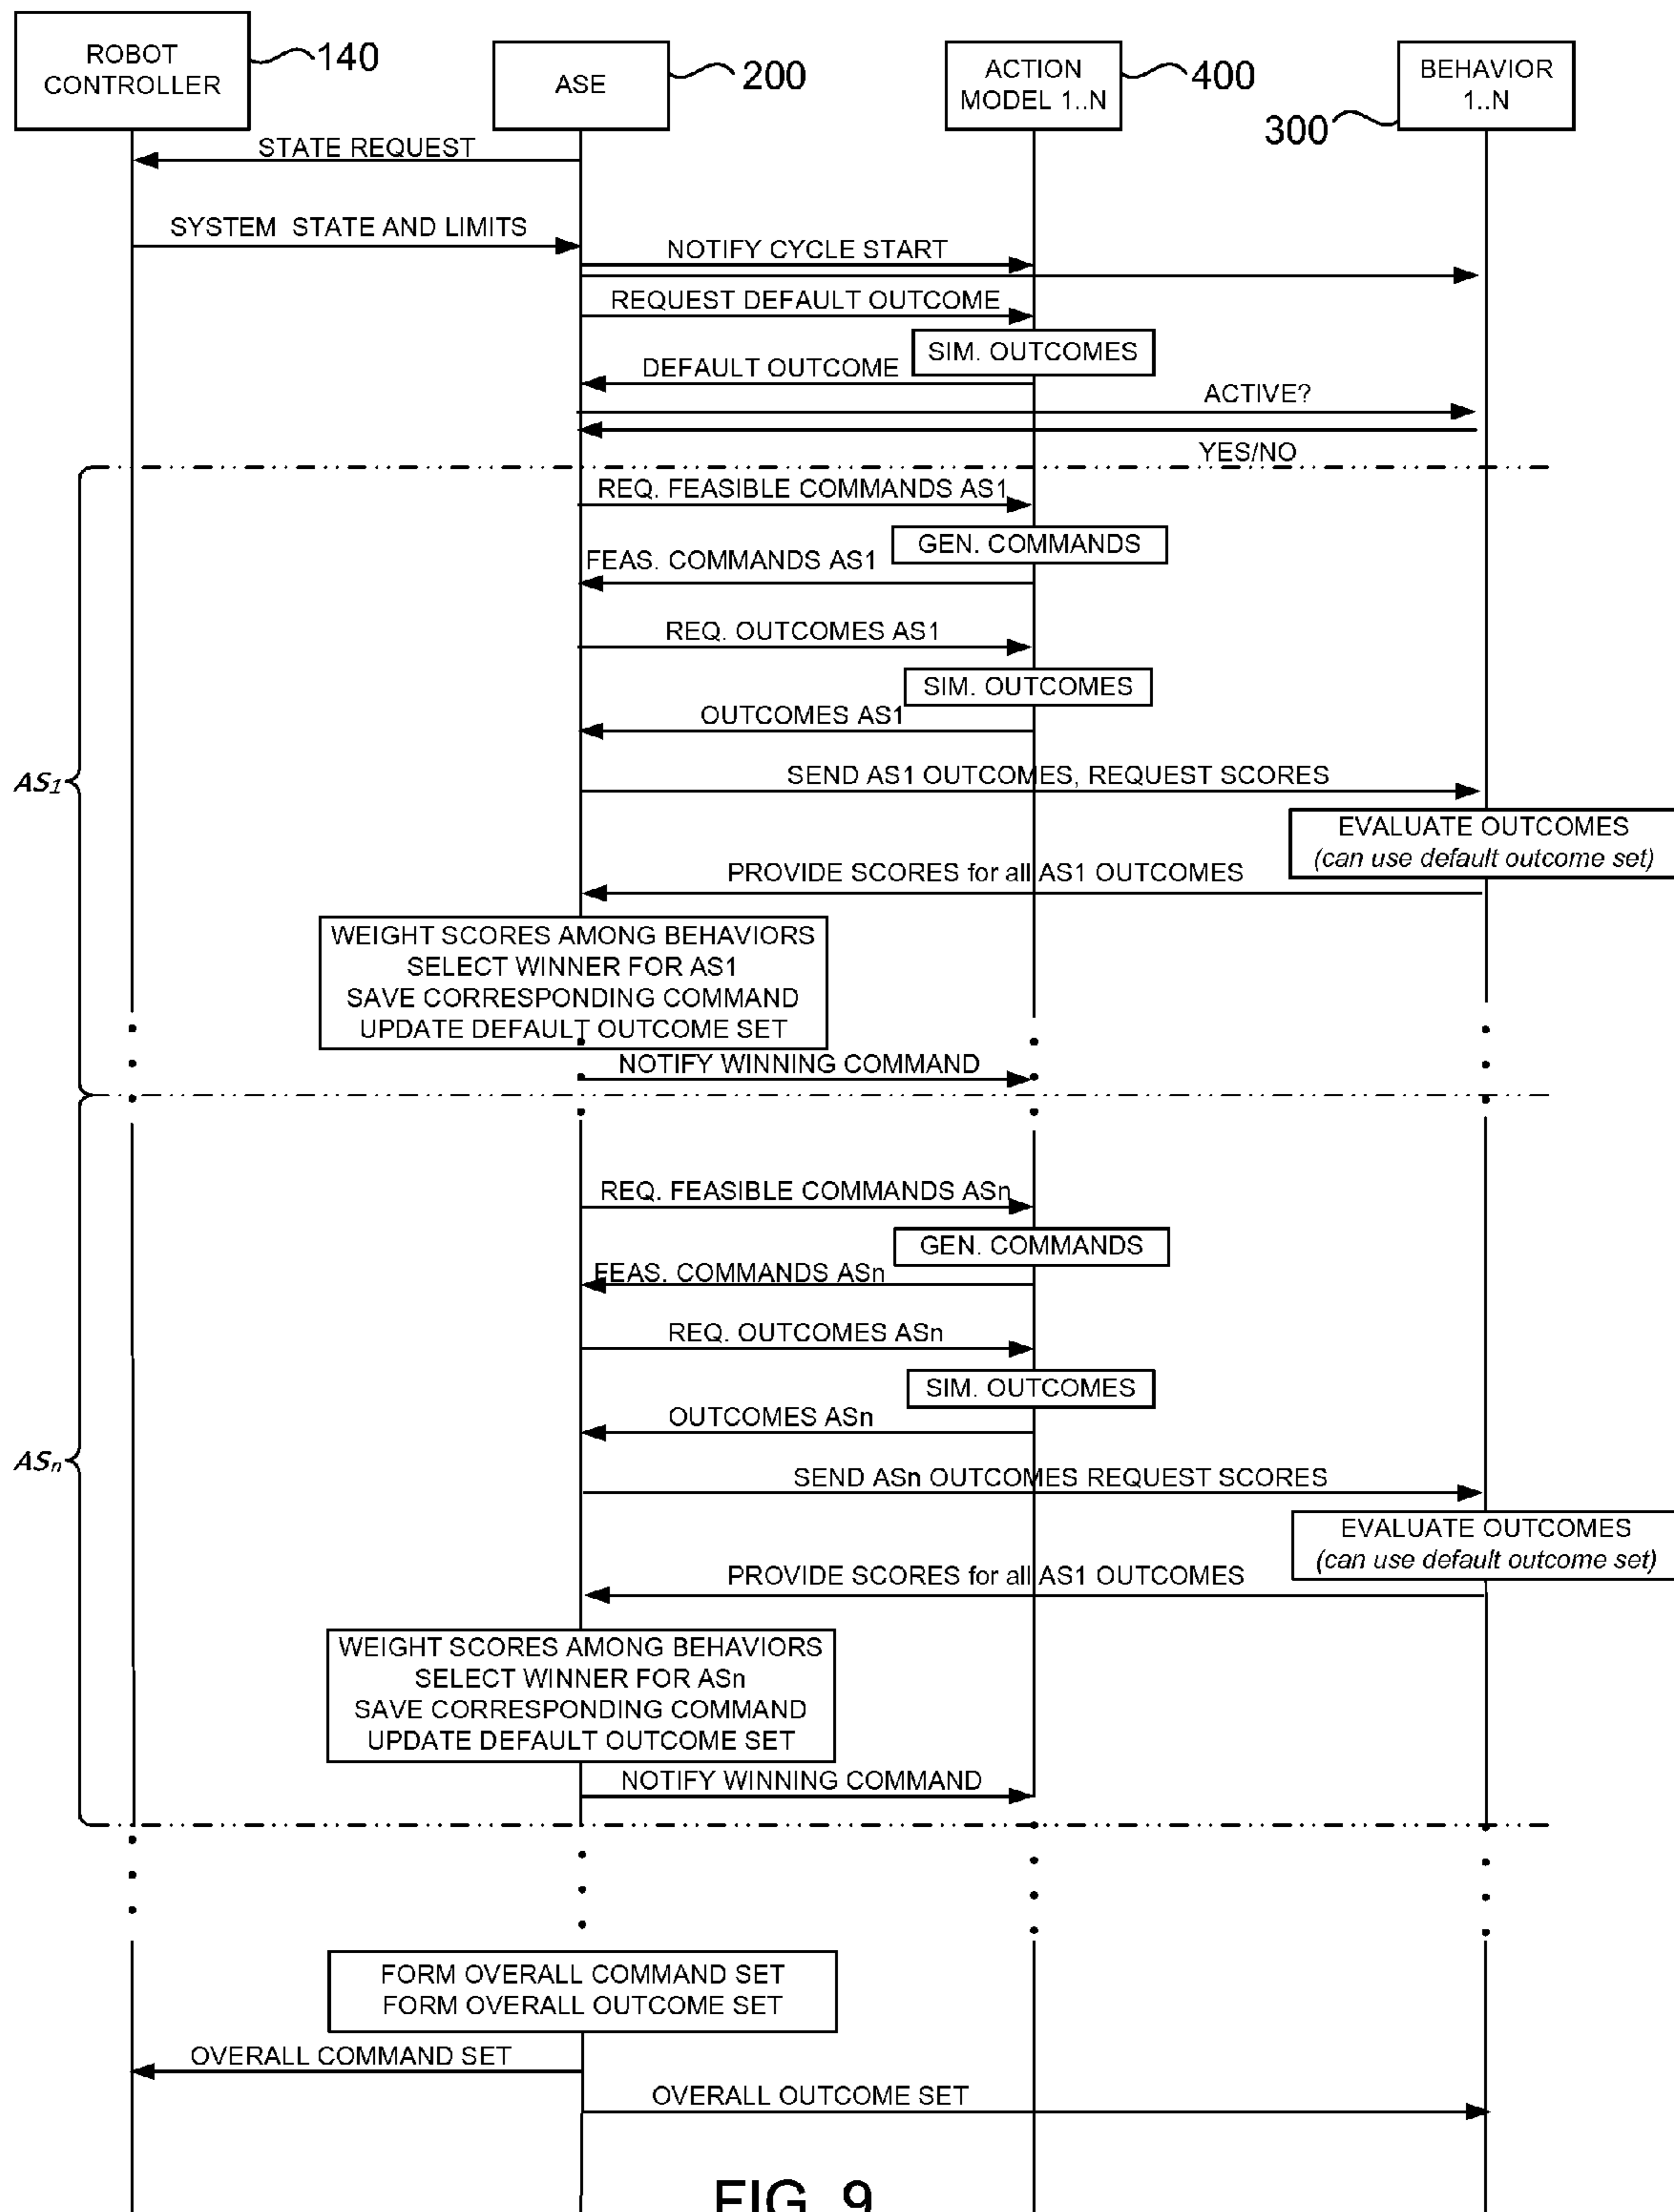 ROBOT
CONTROLLER
140
ASE
200
ACTION
MODEL 1..N
400
BEHAVIOR
1..N
300
STATE REQUEST
SYSTEM STATE AND LIMITS
NOTIFY CYCLE START
REQUEST DEFAULT OUTCOME
SIM. OUTCOMES
DEFAULT OUTCOME
ACTIVE?
YES/NO
REQ. FEASIBLE COMMANDS AS1
GEN. COMMANDS
FEAS. COMMANDS AS1
REQ. OUTCOMES AS1
SIM. OUTCOMES
OUTCOMES AS1
AS1
SEND AS1 OUTCOMES, REQUEST SCORES
EVALUATE OUTCOMES
(can use default outcome set)
PROVIDE SCORES for all AS1 OUTCOMES
WEIGHT SCORES AMONG BEHAVIORS
SELECT WINNER FOR AS1
SAVE CORRESPONDING COMMAND
UPDATE DEFAULT OUTCOME SET
NOTIFY WINNING COMMAND
REQ. FEASIBLE COMMANDS ASn
GEN. COMMANDS
FEAS. COMMANDS ASn
REQ. OUTCOMES ASn
SIM. OUTCOMES
OUTCOMES ASn
ASn
SEND ASn OUTCOMES REQUEST SCORES
EVALUATE OUTCOMES
(can use default outcome set)
PROVIDE SCORES for all AS1 OUTCOMES
WEIGHT SCORES AMONG BEHAVIORS
SELECT WINNER FOR ASn
SAVE CORRESPONDING COMMAND
UPDATE DEFAULT OUTCOME SET
NOTIFY WINNING COMMAND
FORM OVERALL COMMAND SET
FORM OVERALL OUTCOME SET
OVERALL COMMAND SET
OVERALL OUTCOME SET
FIG. 9